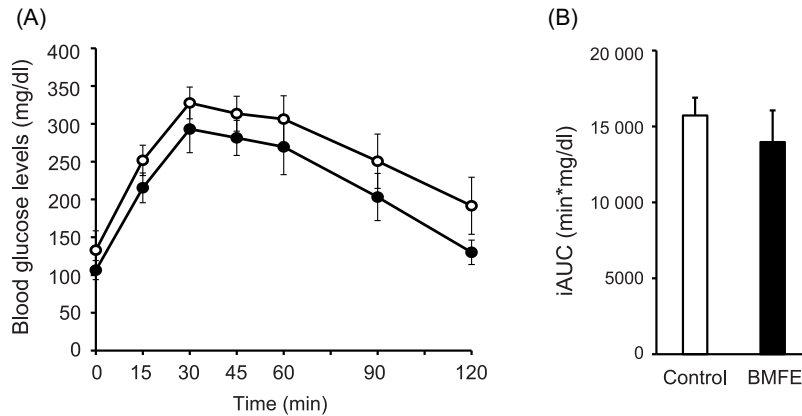 (A)
Blood glucose levels (mg/dl)
400
350
300
250
200
150
100
50
0
0 15 30 45 60 90 120
Time (min)
(B)
iAUC (min*mg/dl)
20 000
15 000
10 000
5000
0
Control BMFE